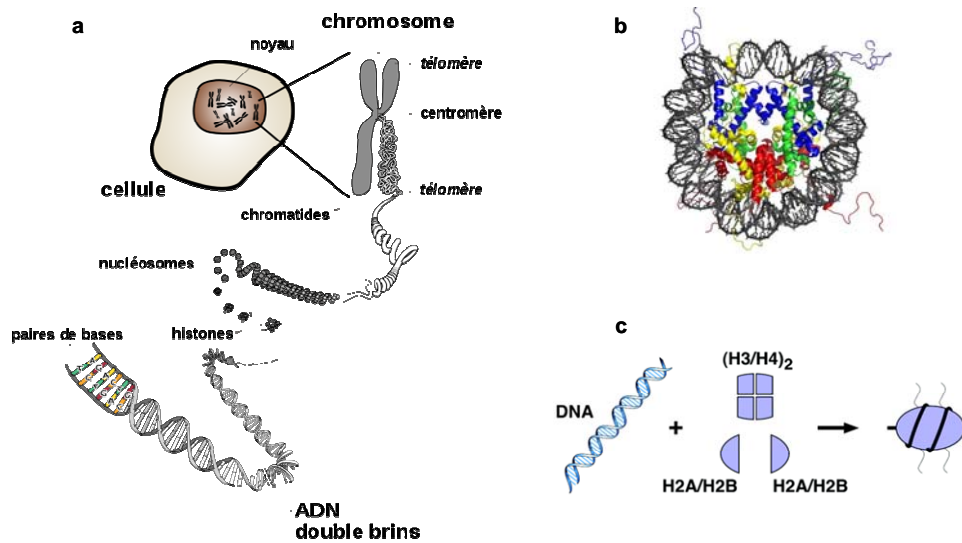 a
chromosome
noyau
télomère
centromère
cellule
télomère
chromatides
nucléosomes
paires de bases
histones
ADN
double brins
b
c
(H3/H4)2
DNA
+
H2A/H2B H2A/H2B